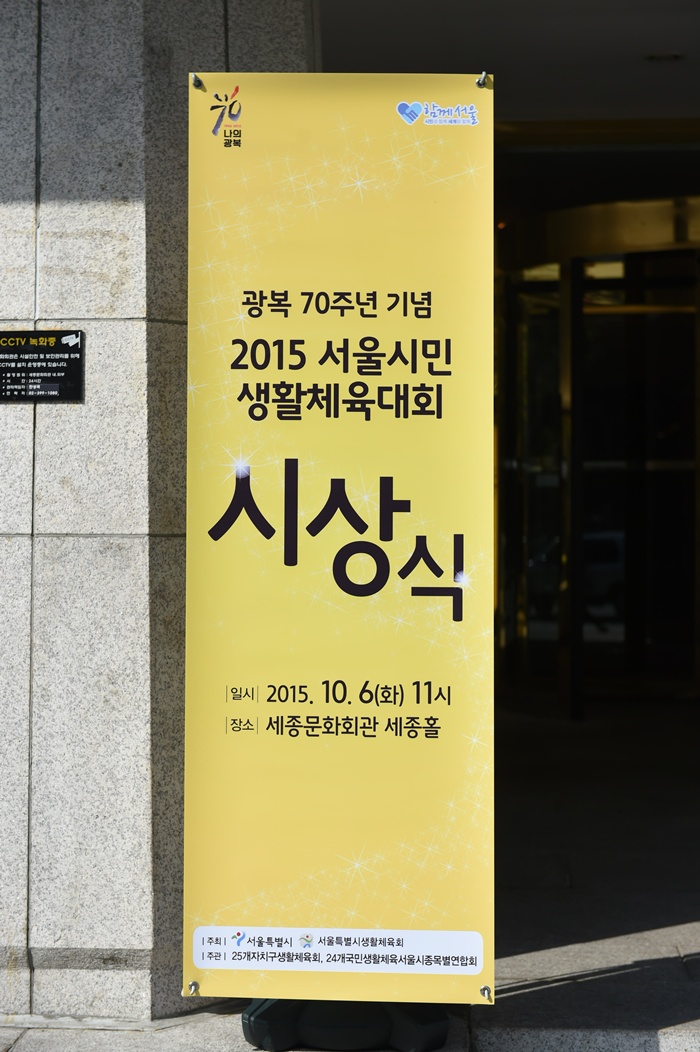 70
나의
광복
함께서울
광복 70주년 기념
2015 서울시민
생활체육대회
시상식
일시 2015. 10. 6(화) 11시
장소 세종문화회관 세종홀
주최 서울특별시 서울특별시생활체육회
주관 25개자치구생활체육회, 24개국민생활체육서울시종목별연합회
CCTV 녹화중